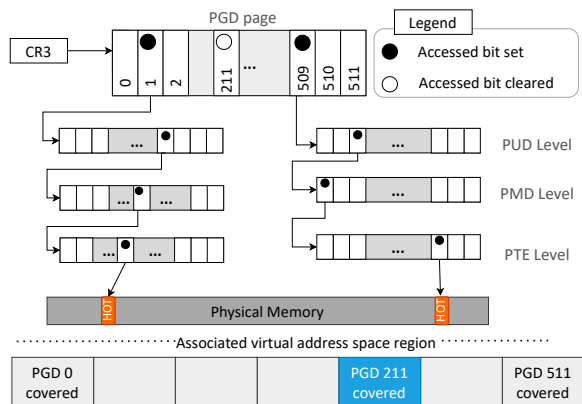 PGD page
Legend
CR3
Accessed bit set
Accessed bit cleared
0
1
2
211
...
509
510
511
...
...
PUD Level
... ...
...
PMD Level
... ...
...
PTE Level
HOT
Physical Memory
HOT
Associated virtual address space region
PGD 0
covered
PGD 211
covered
PGD 511
covered